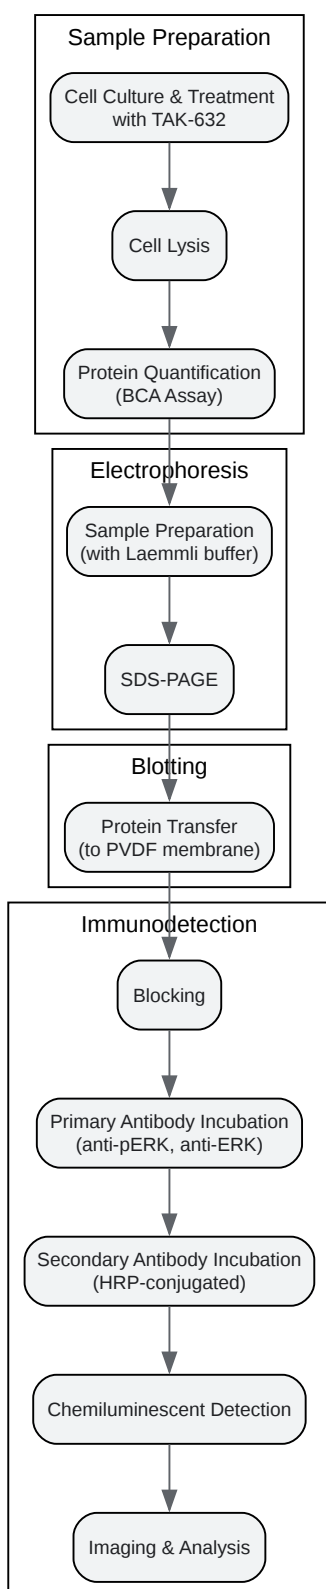 Sample Preparation
Cell Culture & Treatment
with TAK-632
Cell Lysis
Protein Quantification
(BCA Assay)
Electrophoresis
Sample Preparation
(with Laemmli buffer)
SDS-PAGE
Blotting
Protein Transfer
(to PVDF membrane)
Immunodetection
Blocking
Primary Antibody Incubation
(anti-pERK, anti-ERK)
Secondary Antibody Incubation
(HRP-conjugated)
Chemiluminescent Detection
Imaging & Analysis